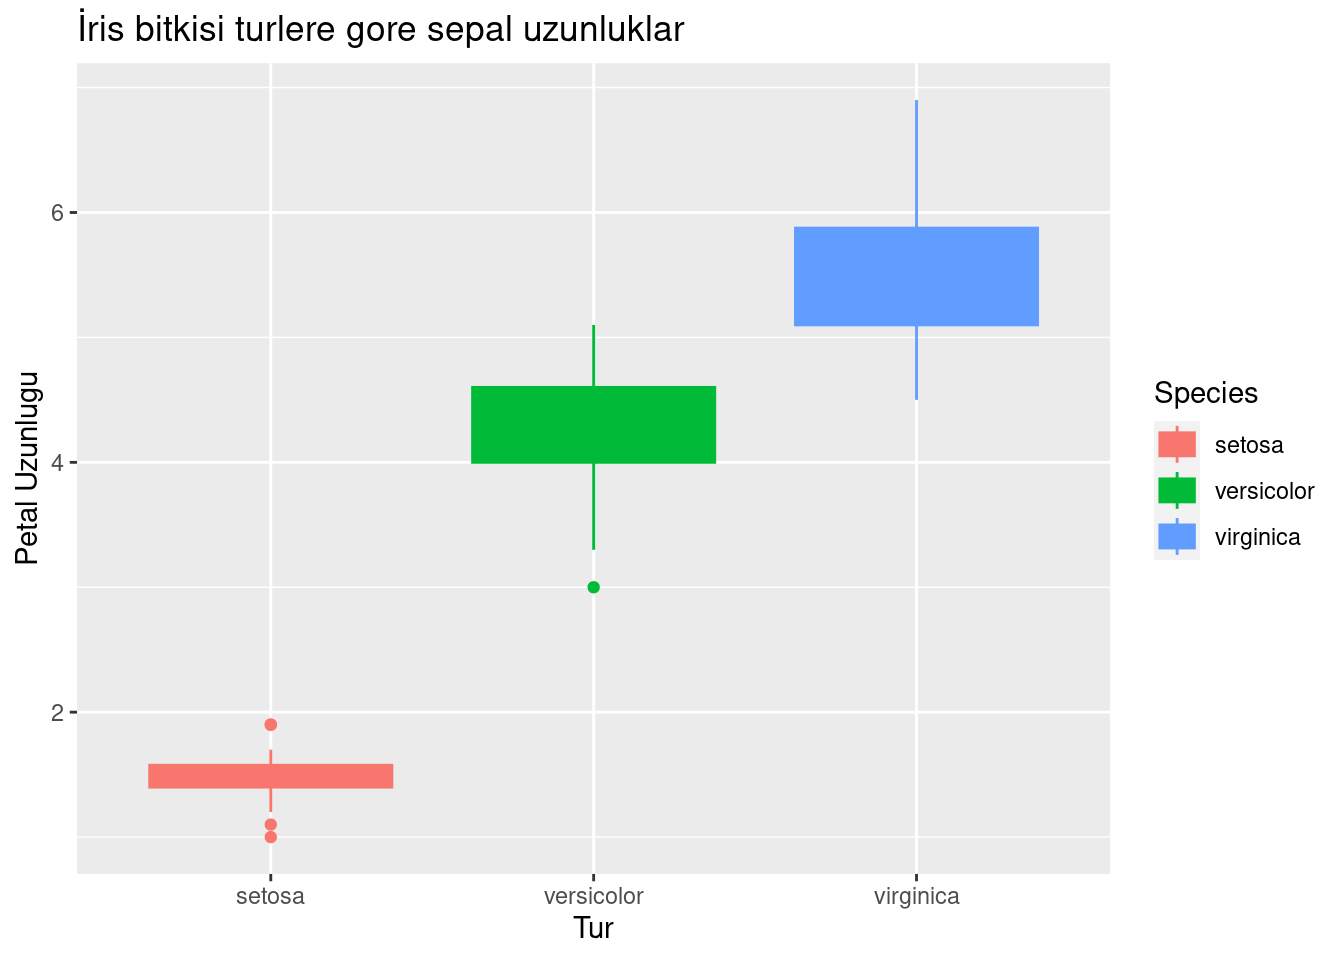 İris bitkisi turlere gore sepal uzunluklar
Petal Uzunlugu
6
4
2
setosa
versicolor
virginica
Tur
Species
setosa
versicolor
virginica